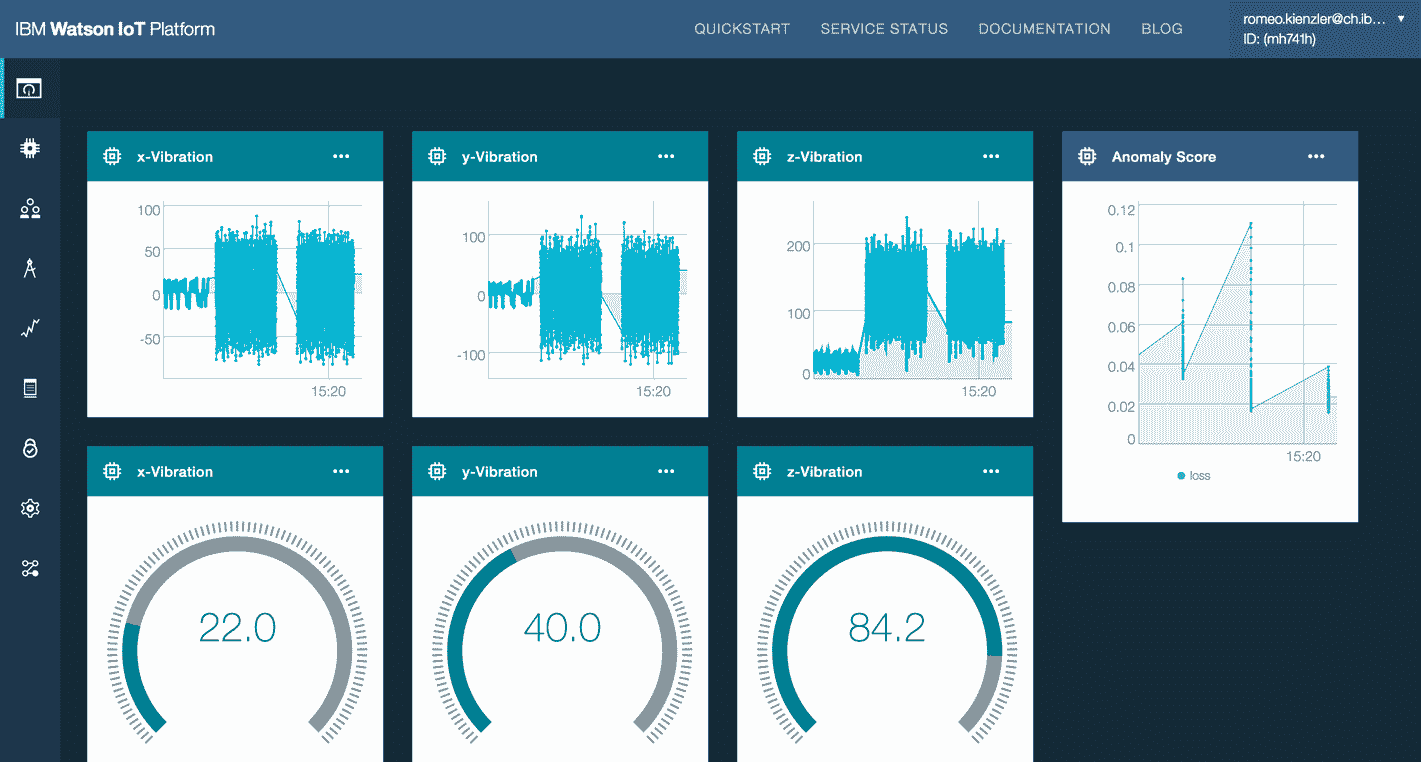 IBM Watson IoT Platform
QUICKSTART
SERVICE STATUS
DOCUMENTATION
BLOG
romeo.kienzler@ch.ib...
ID: (mh741h)
x-Vibration
100
50
0
-50
15:20
y-Vibration
100
0
-100
15:20
z-Vibration
200
100
0
15:20
Anomaly Score
0.12
0.1
0.08
0.06
0.04
0.02
0
15:20
loss
x-Vibration
22.0
y-Vibration
40.0
z-Vibration
84.2